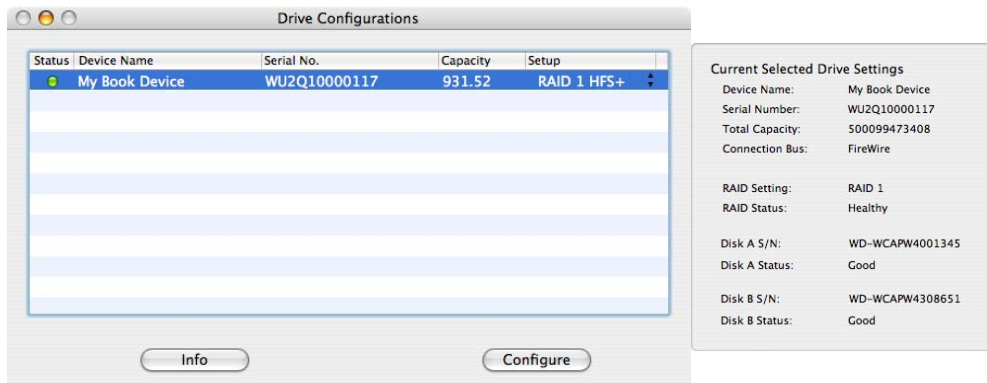 Drive Configurations
Status Device Name Serial No. Capacity Setup
My Book Device WU2Q10000117 931.52 RAID 1 HFS+
Info Configure
Current Selected Drive Settings
Device Name: My Book Device
Serial Number: WU2Q10000117
Total Capacity: 500099473408
Connection Bus: FireWire
RAID Setting: RAID 1
RAID Status: Healthy
Disk A S/N: WD-WCAPW4001345
Disk A Status: Good
Disk B S/N: WD-WCAPW4308651
Disk B Status: Good